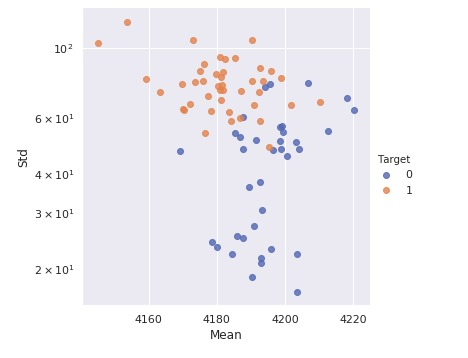 10²
6 × 10¹
4 × 10¹
3 × 10¹
2 × 10¹
Std
4160 4180 4200 4220
Mean
Target
0
1